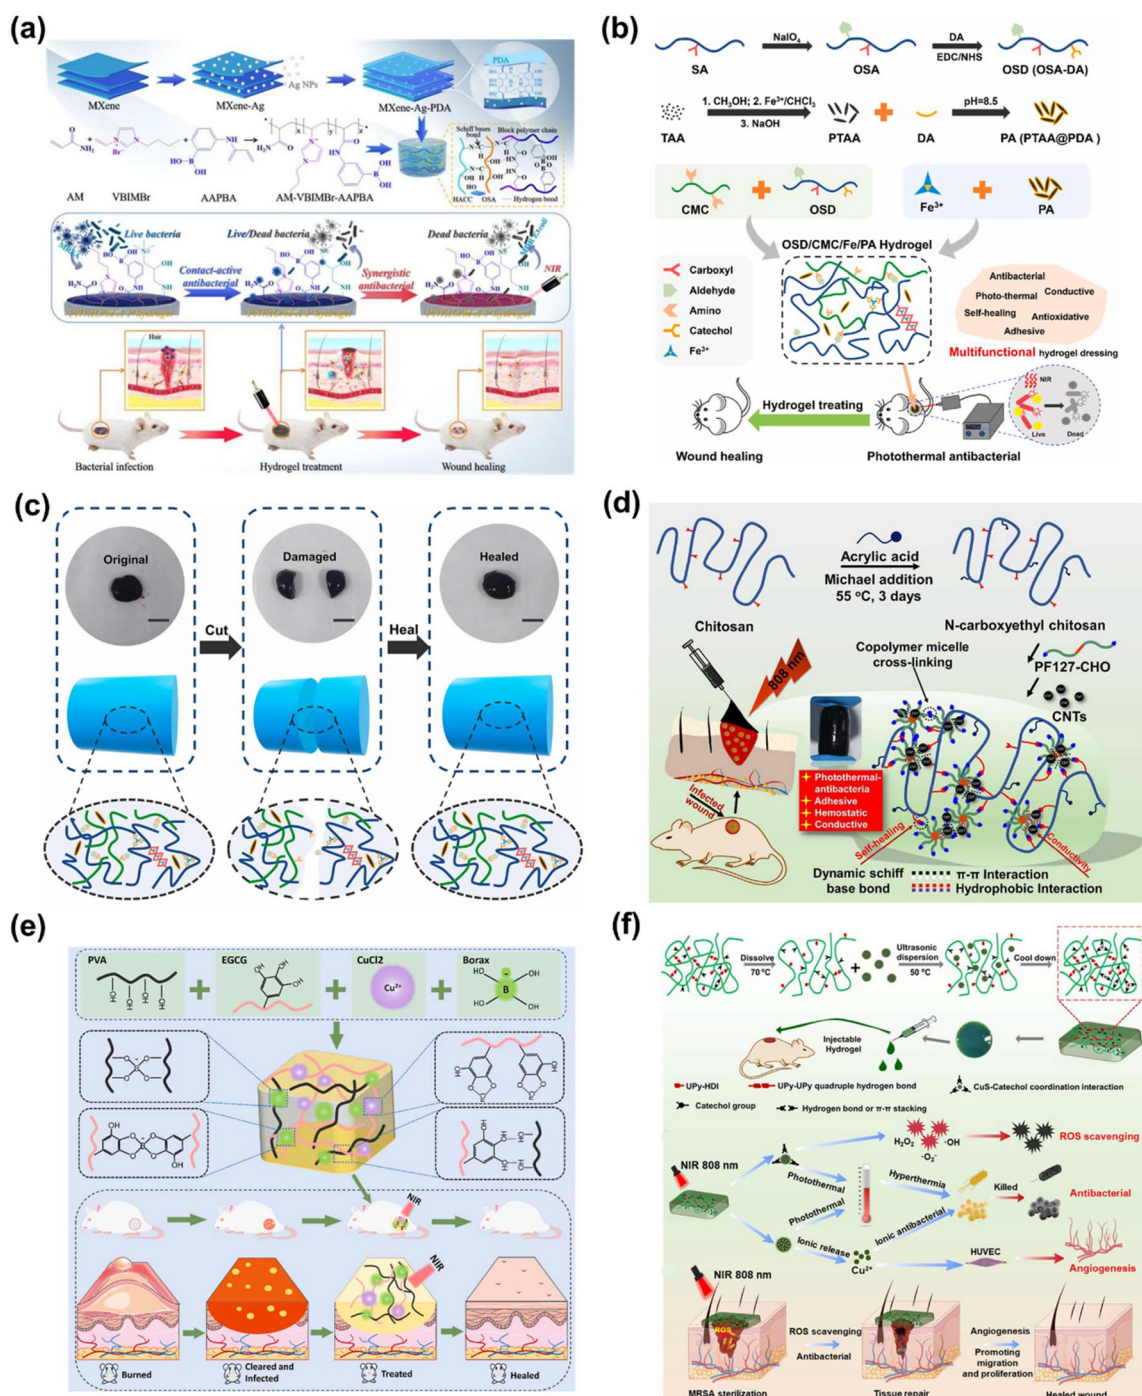 (a)
PDA
Ag NPs
MXene
MXene-Ag
MXene-Ag-PDA
Schiff bases bond
Block polymer chain
HACC
OSA
Hydrogen bond
AM
VBIMBr
AAPBA
AM-VBIMBr-AAPBA
Live bacteria
Live/Dead bacteria
Dead bacteria
Contact-active
antibacterial
Synergistic
antibacterial
NIR
Hair
Bacterial infection
Hydrogel treatment
Wound healing
(b)
NaIO₄
DA
EDC/NHS
SA
OSA
OSD (OSA-DA)
1. CH₃OH; 2. Fe³⁺/CHCl₃
3. NaOH
pH=8.5
TAA
PTAA
DA
PA (PTAA@PDA )
CMC
OSD
Fe³⁺
PA
OSD/CMC/Fe/PA Hydrogel
Carboxyl
Aldehyde
Amino
Catechol
Fe³⁺
Antibacterial
Photo-thermal
Conductive
Self-healing
Antioxidative
Adhesive
Multifunctional hydrogel dressing
NIR
Live
Dead
Hydrogel treating
Wound healing
Photothermal antibacterial
(c)
Original
Damaged
Healed
Cut
Heal
(d)
Acrylic acid
Michael addition
55 °C, 3 days
Chitosan
N-carboxyethyl chitosan
Copolymer micelle
cross-linking
PF127-CHO
CNTs
808 nm
Photothermal-
antibacteria
Adhesive
Hemostatic
Conductive
Infected
wound
Self-healing
Conductivity
Dynamic schiff
base bond
π-π Interaction
Hydrophobic Interaction
(e)
PVA
EGCG
CuCl2
Borax
Cu²⁺
B
NIR
NIR
Burned
Cleared and
Infected
Treated
Healed
(f)
Dissolve
70 °C
Ultrasonic
dispersion
50 °C
Cool down
Injectable
Hydrogel
UPy-HDI
UPy-UPy quadruple hydrogen bond
CuS-Catechol coordination interaction
Catechol group
Hydrogen bond or π-π stacking
H₂O₂
·OH
·O₂⁻
ROS scavenging
NIR 808 nm
Photothermal
Hyperthermia
Killed
Antibacterial
Photothermal
Ionic antibacterial
Ionic release
Cu²⁺
HUVEC
Angiogenesis
NIR 808 nm
ROS
ROS scavenging
Antibacterial
Angiogenesis
Promoting
migration
and proliferation
MRSA sterilization
Tissue repair
Healed wound